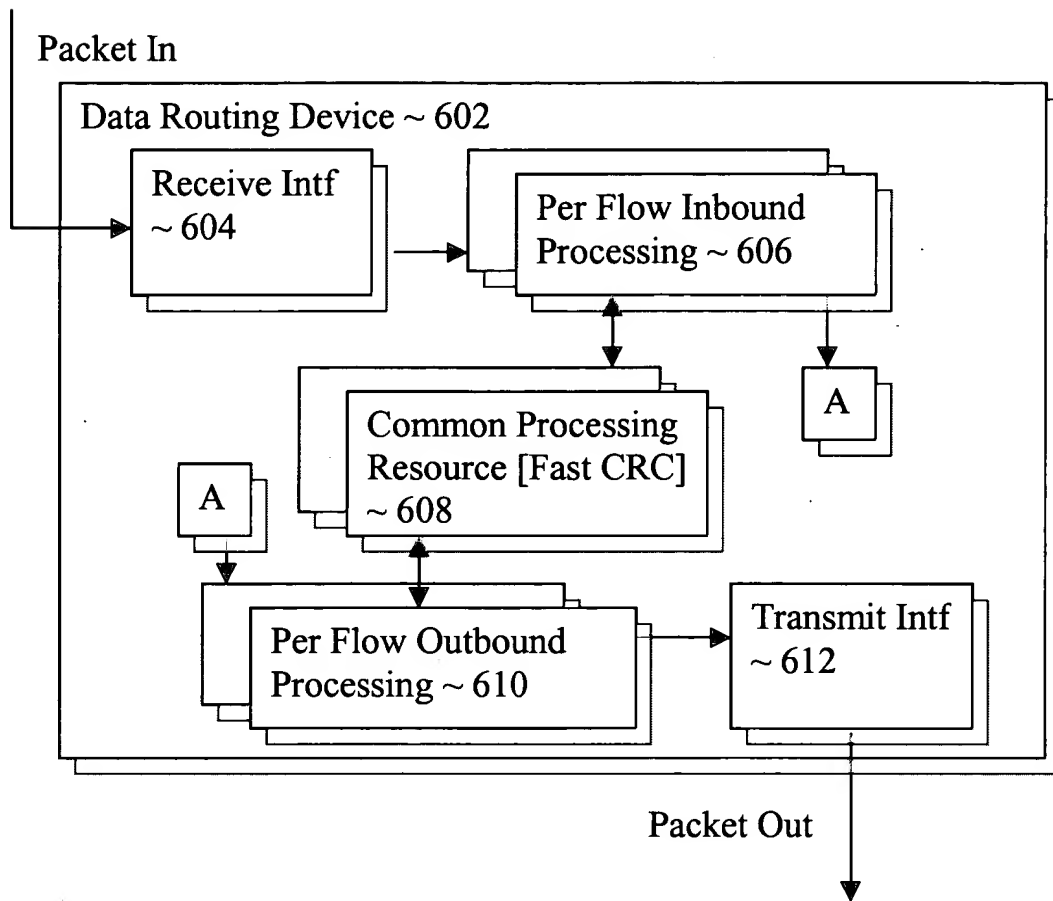 Packet In
Data Routing Device ~ 602
Receive Intf
~ 604
Per Flow Inbound
Processing ~ 606
A
Common Processing
Resource [Fast CRC]
~ 608
A
Per Flow Outbound
Processing ~ 610
Transmit Intf
~ 612
Packet Out